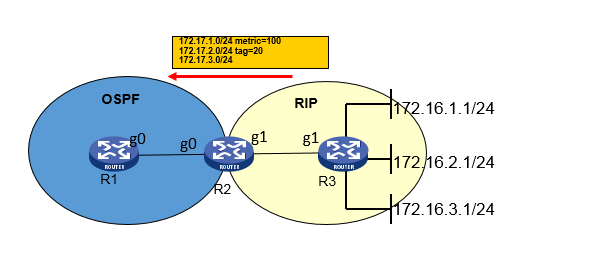 172.17.1.0/24 metric=100
172.17.2.0/24 tag=20
172.17.3.0/24
OSPF
RIP
172.16.1.1/24
g0
g0
g1
g1
ROUTER
ROUTER
ROUTER
172.16.2.1/24
R1
R2
R3
172.16.3.1/24